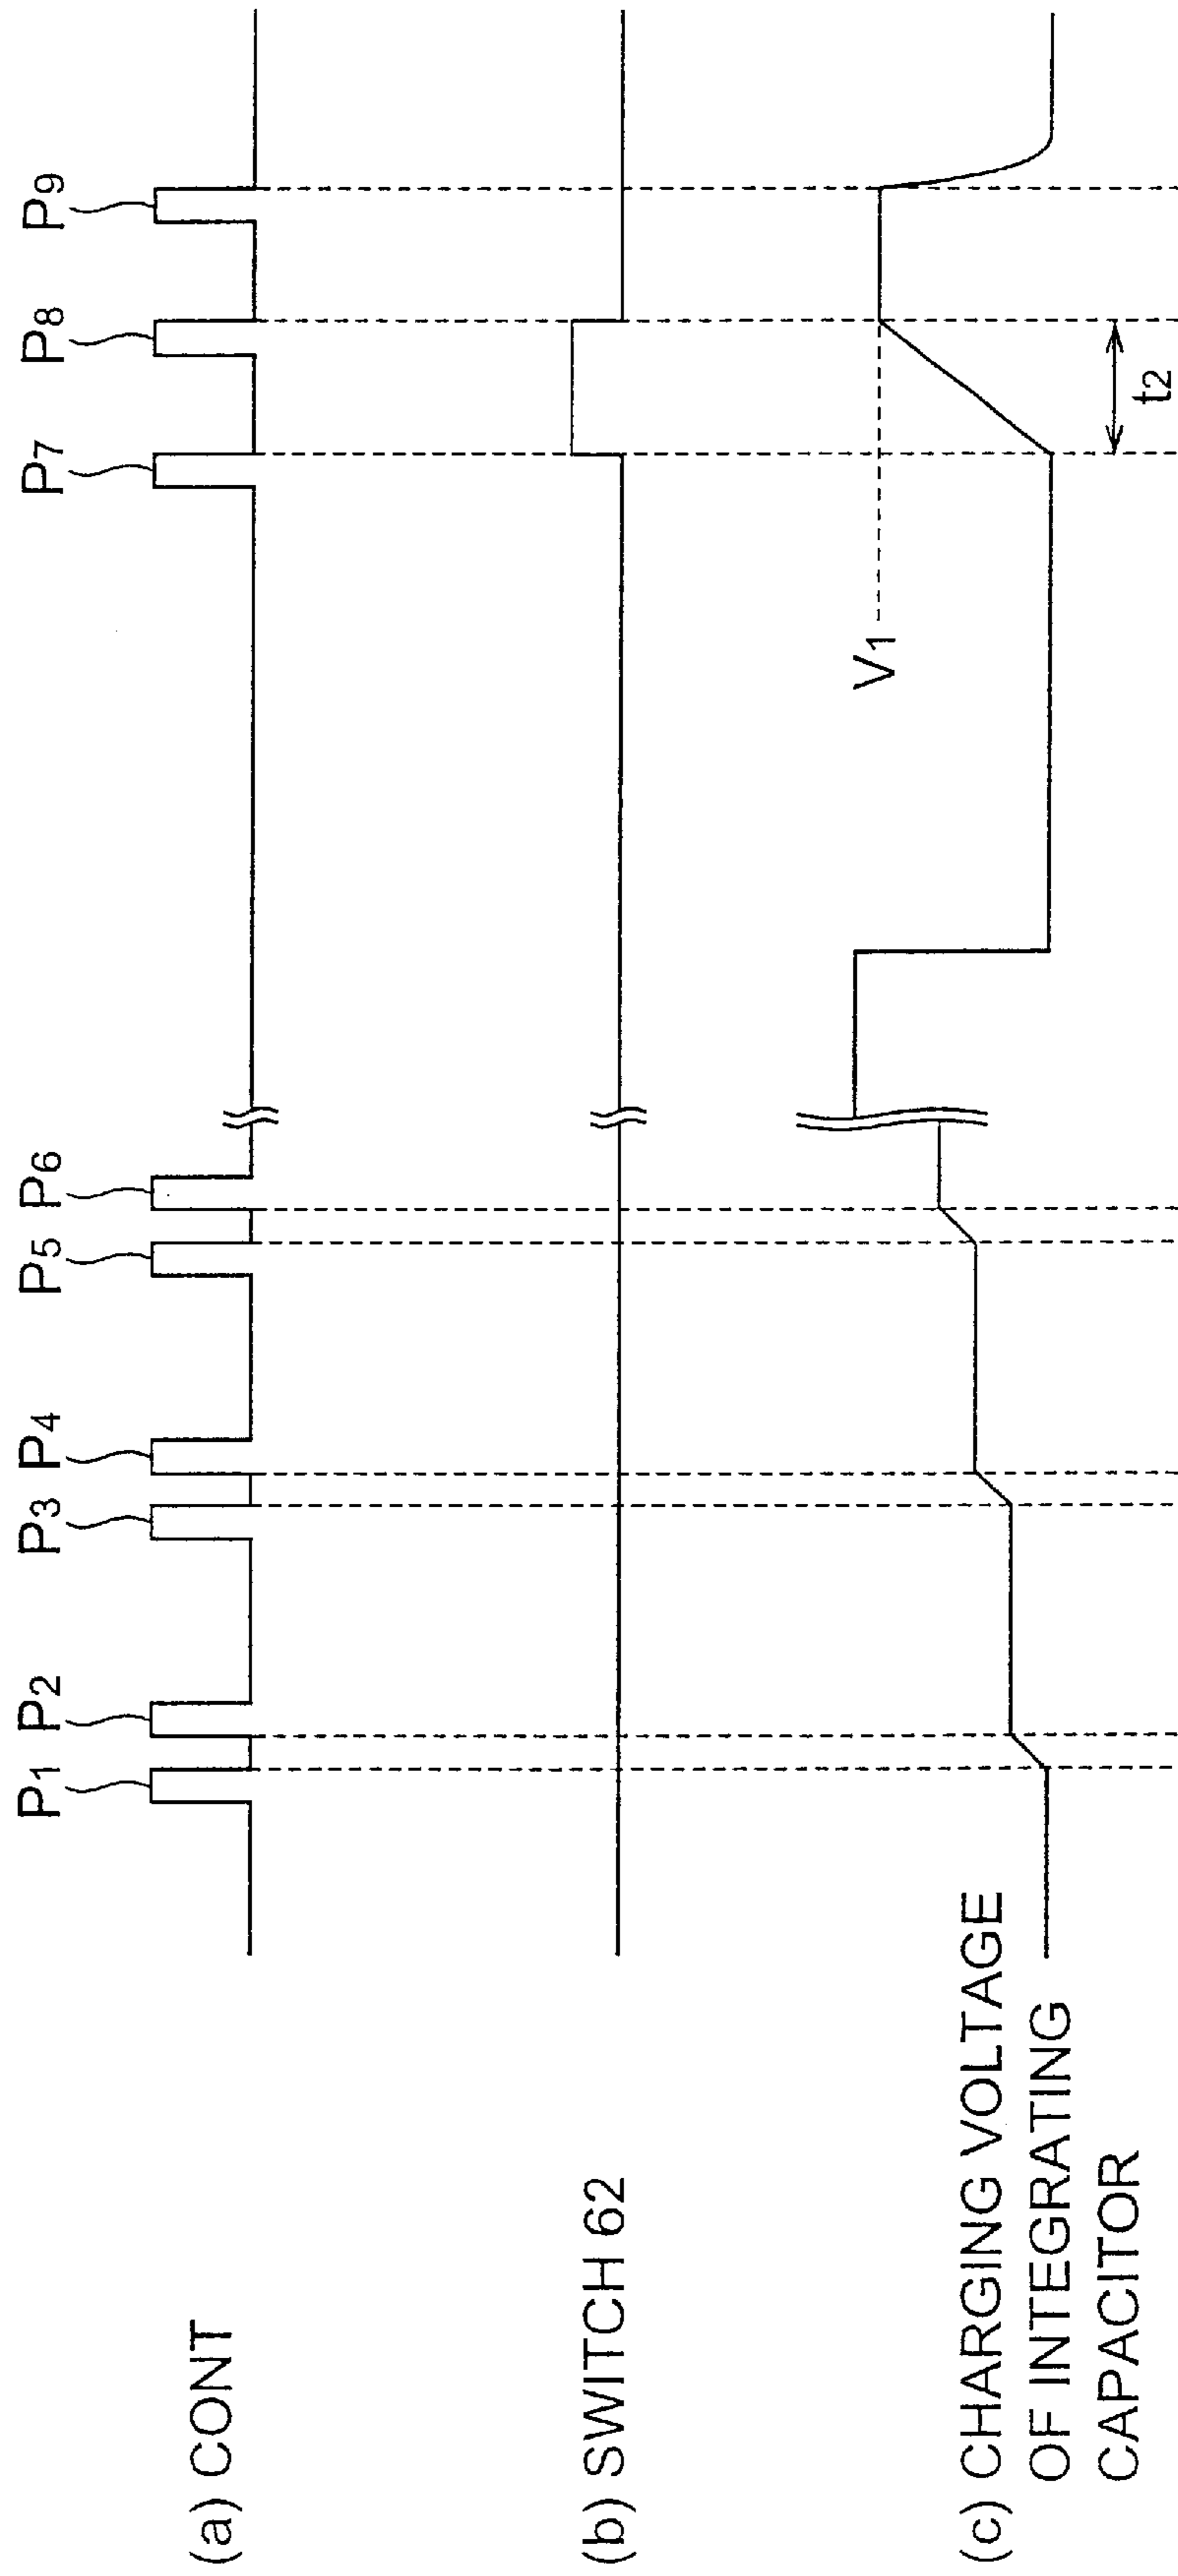 P1 P2 P3 P4 P5 P6 P7 P8 P9
(a) CONT
(b) SWITCH 62
V1
(c) CHARGING VOLTAGE
OF INTEGRATING
CAPACITOR
t2